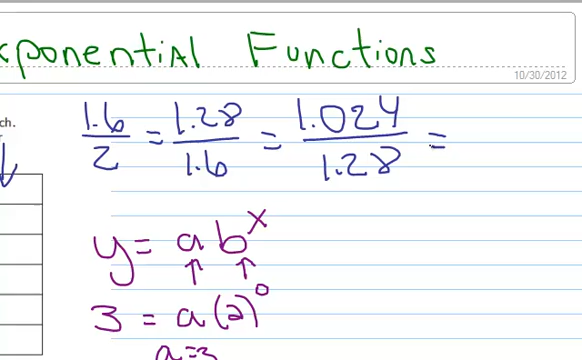 xponential Functions
10/30/2012
ch.
1.6/2 = 1.28/1.6 = 1.024/1.28 =
y = a b^x
3 = a(2)^0
a=3